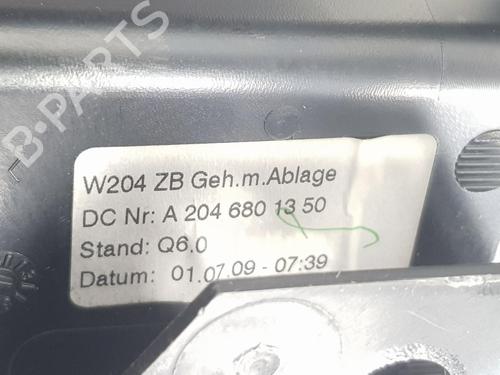 W204 ZB Geh.m.Ablage
DC Nr: A 204 680 13 50
Stand: Q6.0
Datum: 01.07.09 - 07:39
B-PARTS